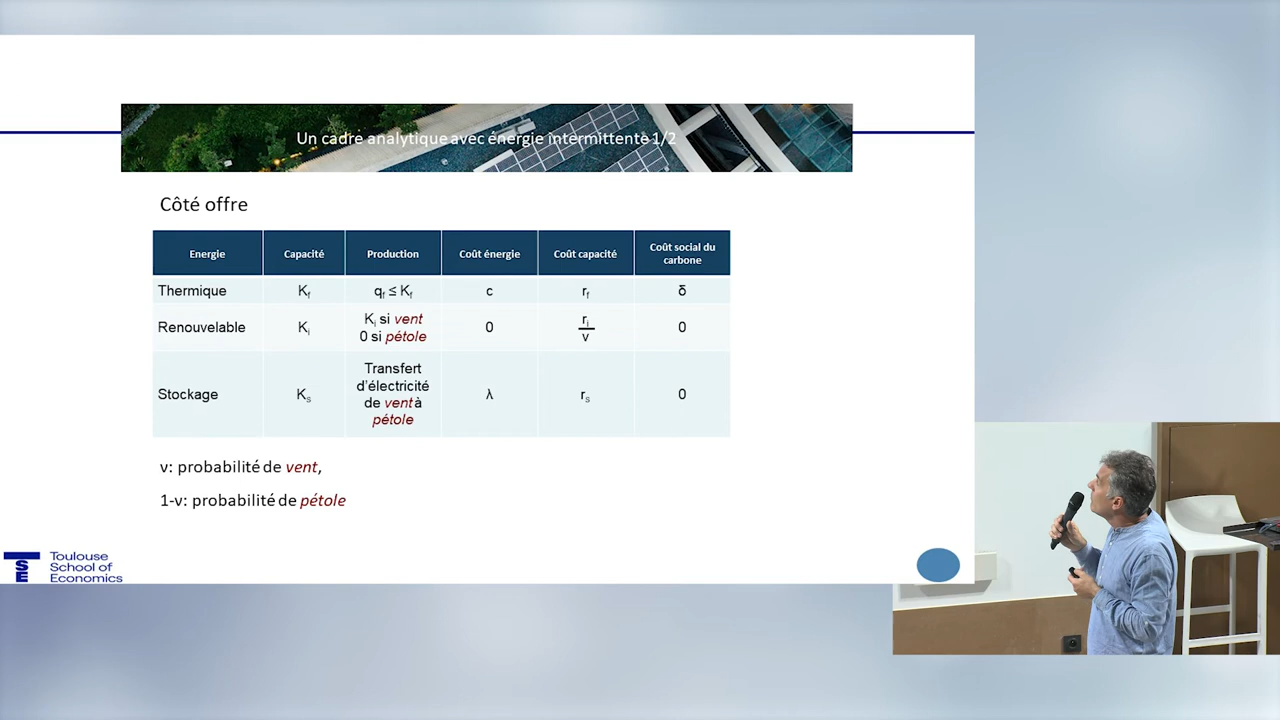 Un cadre analytique avec énergie intermittente 1/2
Côté offre
Energie
Capacité
Production
Coût énergie
Coût capacité
Coût social du
carbone
Thermique
Kf
qf ≤ Kf
c
rf
δ
Renouvelable
Ki
Ki si vent
0 si pétole
0
ri
ν
0
Stockage
Ks
Transfert
d'électricité
de vent à
pétole
λ
rs
0
ν: probabilité de vent,
1-ν: probabilité de pétole
TSE
Toulouse
School of
Economics